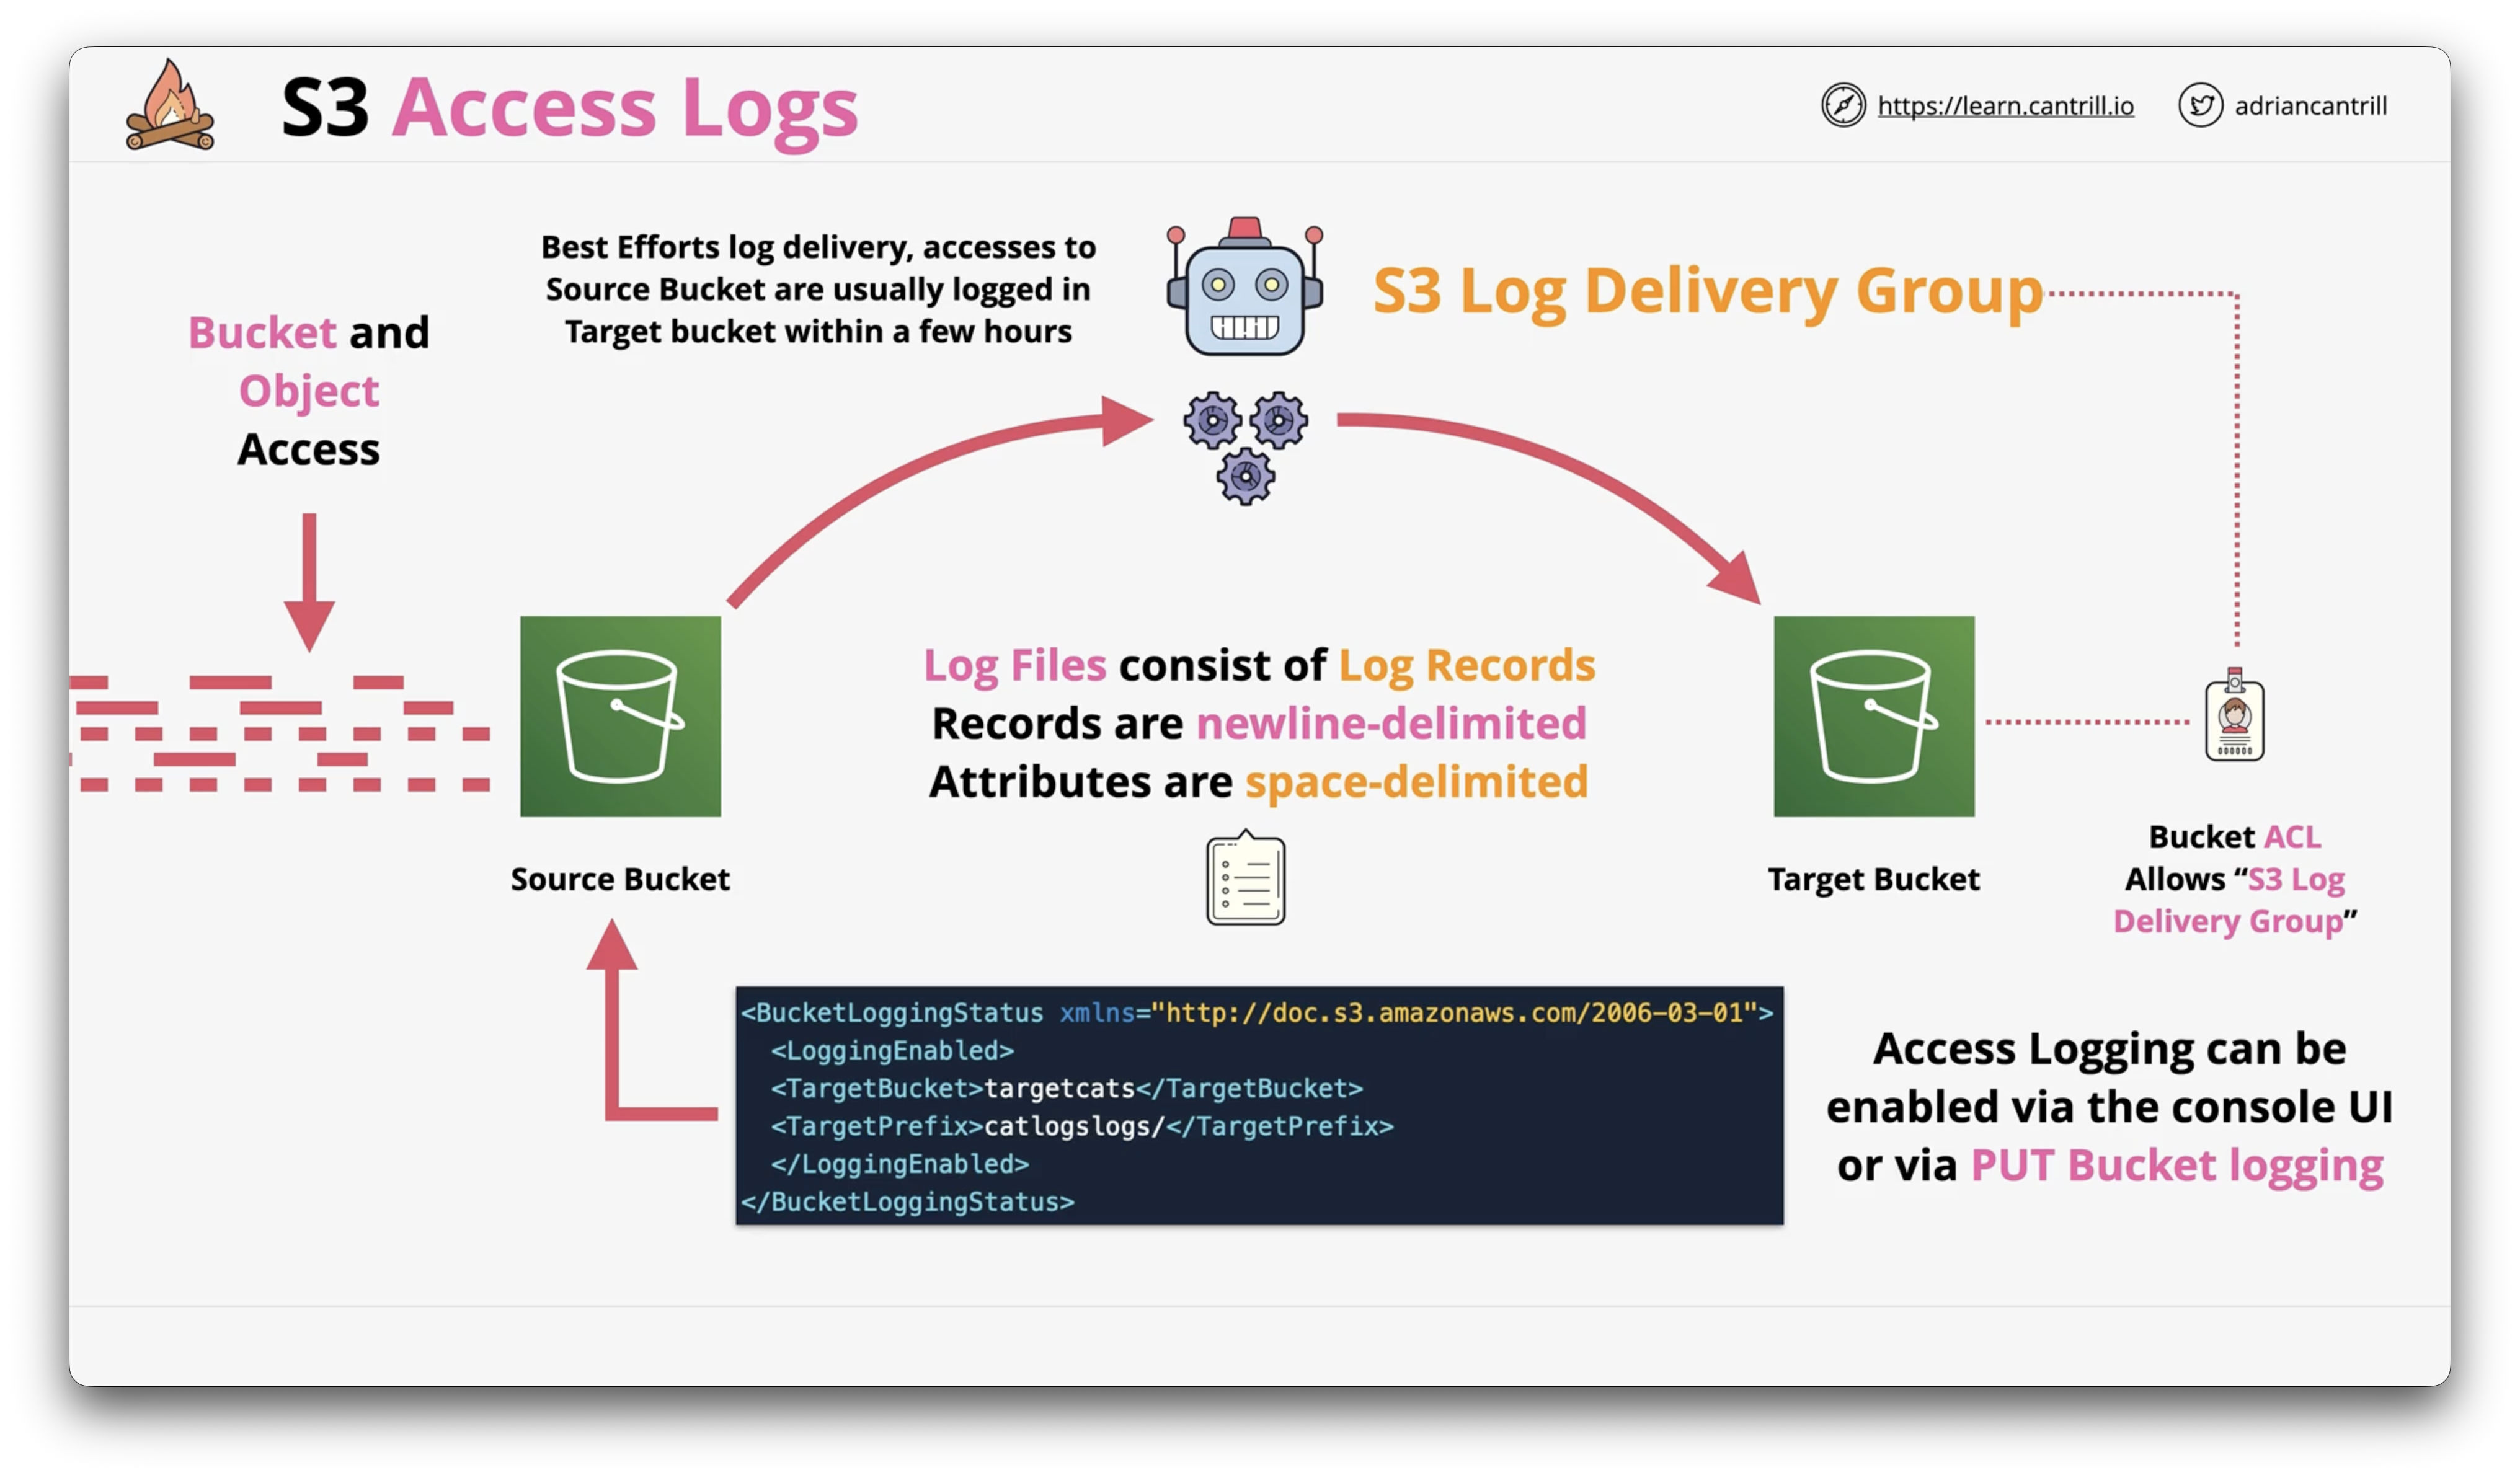 S3 Access Logs
https://learn.cantrill.io
adriancantrill
Best Efforts log delivery, accesses to
Source Bucket are usually logged in
Target bucket within a few hours
S3 Log Delivery Group
Bucket and
Object
Access
Log Files consist of Log Records
Records are newline-delimited
Attributes are space-delimited
Source Bucket
Target Bucket
Bucket ACL
Allows “S3 Log
Delivery Group”
<BucketLoggingStatus xmlns="http://doc.s3.amazonaws.com/2006-03-01">
<LoggingEnabled>
<TargetBucket>targetcats</TargetBucket>
<TargetPrefix>catlogslogs/</TargetPrefix>
</LoggingEnabled>
</BucketLoggingStatus>
Access Logging can be
enabled via the console UI
or via PUT Bucket logging